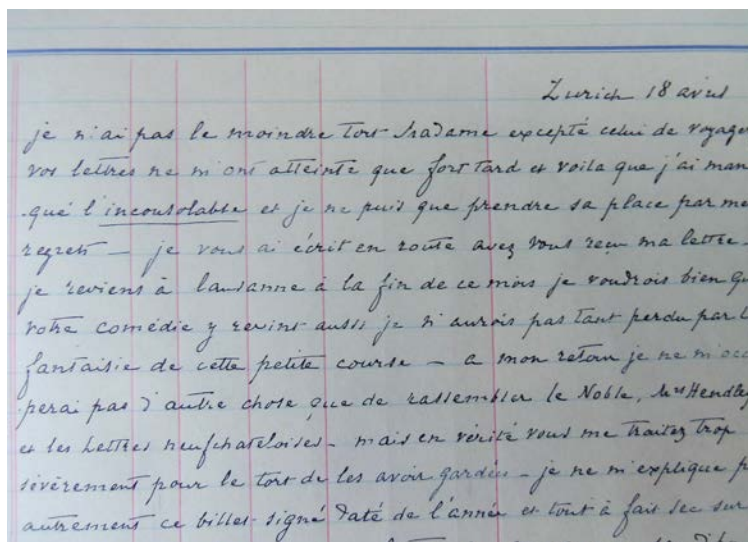 Zurich 18 avril
je n'ai pas le moindre tort Madame excepté celui de voyager
vos lettres ne m'ont atteinte que fort tard et voila que j'ai man
qué l'inconsolable et je ne puis que prendre sa place par me
regrets — je vous ai écrit en route avez vous reçu ma lettre -
je reviens à Lausanne à la fin de ce mois je voudrois bien qu
votre comédie y revint aussi je n'aurois pas tant perdu par l
fantaisie de cette petite course — a mon retour je ne m'occ
perai pas d'autre chose que de rassembler le Noble, Mrs Hendley
et les Lettres neufchateloises - mais en vérité vous me traitez trop
sévèrement pour le tort de les avoir gardées - je ne m'explique p
autrement ce billet signé daté de l'année et tout à fait sec sur